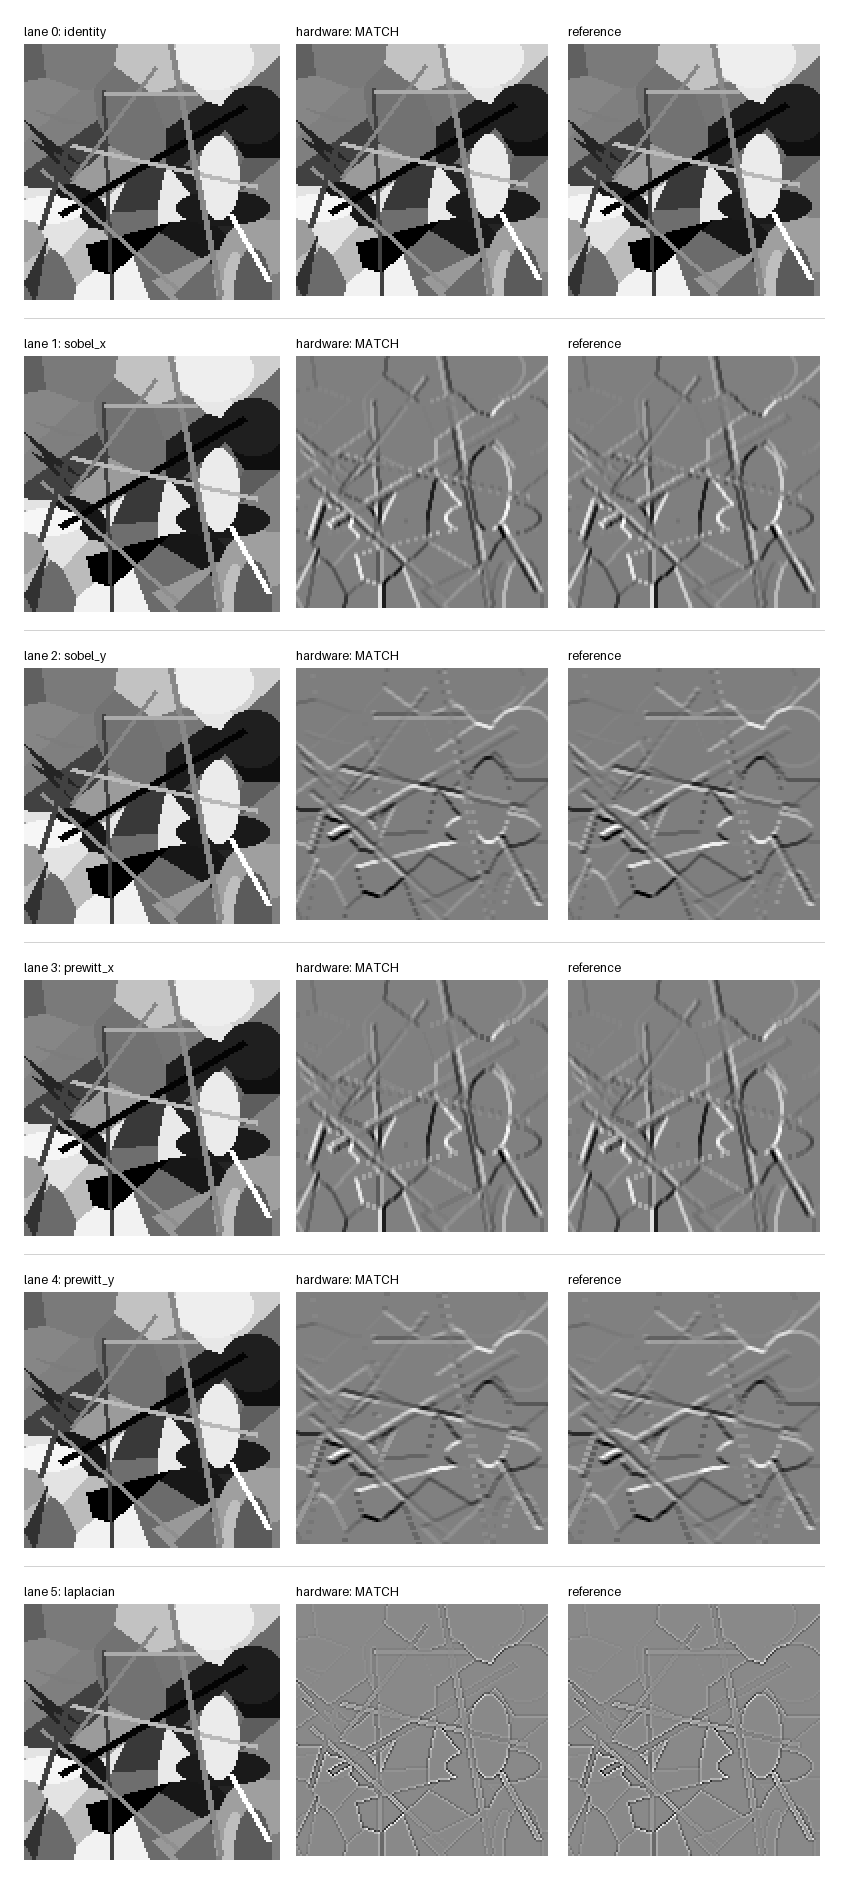 lane 0: identity
hardware: MATCH
reference
lane 1: sobel_x
hardware: MATCH
reference
lane 2: sobel_y
hardware: MATCH
reference
lane 3: prewitt_x
hardware: MATCH
reference
lane 4: prewitt_y
hardware: MATCH
reference
lane 5: laplacian
hardware: MATCH
reference